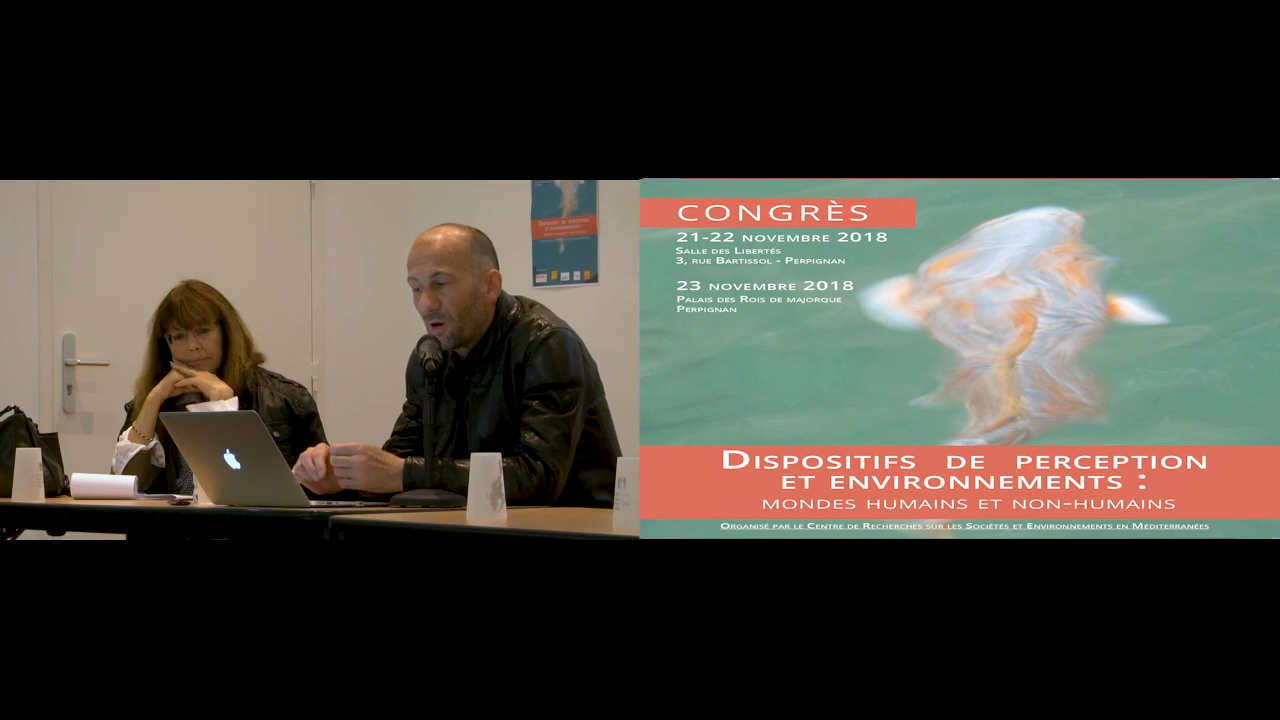 CONGRÈS
21-22 NOVEMBRE 2018
SALLE DES LIBERTÉS
3, RUE BARTISSOL - PERPIGNAN
23 NOVEMBRE 2018
PALAIS DES ROIS DE MAJORQUE
PERPIGNAN
DISPOSITIFS DE PERCEPTION
ET ENVIRONNEMENTS :
MONDES HUMAINS ET NON-HUMAINS
ORGANISÉ PAR LE CENTRE DE RECHERCHES SUR LES SOCIÉTÉS ET ENVIRONNEMENTS EN MÉDITERRANÉES